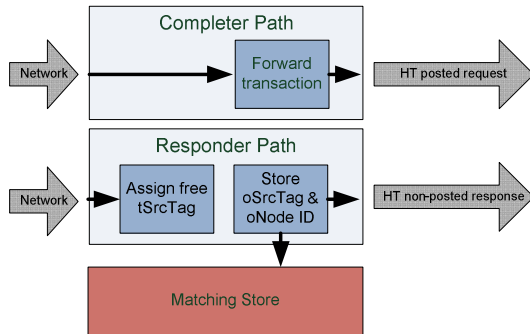 Completer Path
Network
Forward
transaction
HT posted request
Responder Path
Network
Assign free
tSrcTag
Store
oSrcTag &
oNode ID
HT non-posted response
Matching Store